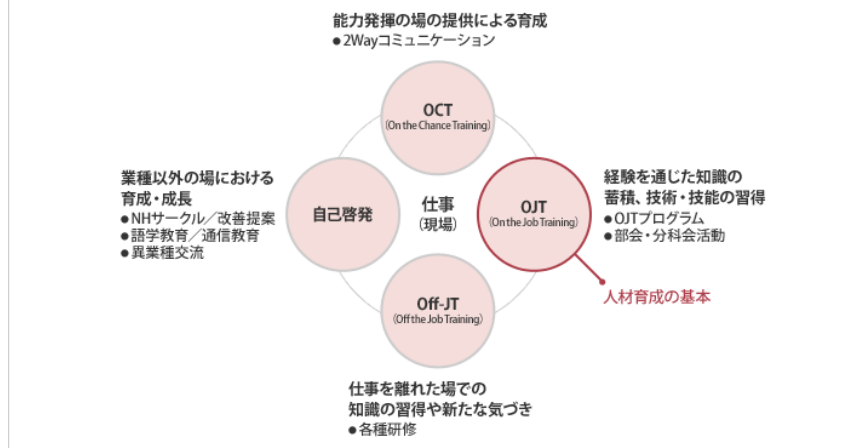 能力発揮の場の提供による育成
●2Wayコミュニケーション
OCT
(On the Chance Training)
業種以外の場における
育成・成長
●NHサークル／改善提案
●語学教育／通信教育
●異業種交流
自己啓発
仕事
(現場)
OJT
(On the Job Training)
経験を通じた知識の
蓄積、技術・技能の習得
●OJTプログラム
●部会・分科会活動
人材育成の基本
Off-JT
(Off the Job Training)
仕事を離れた場での
知識の習得や新たな気づき
●各種研修